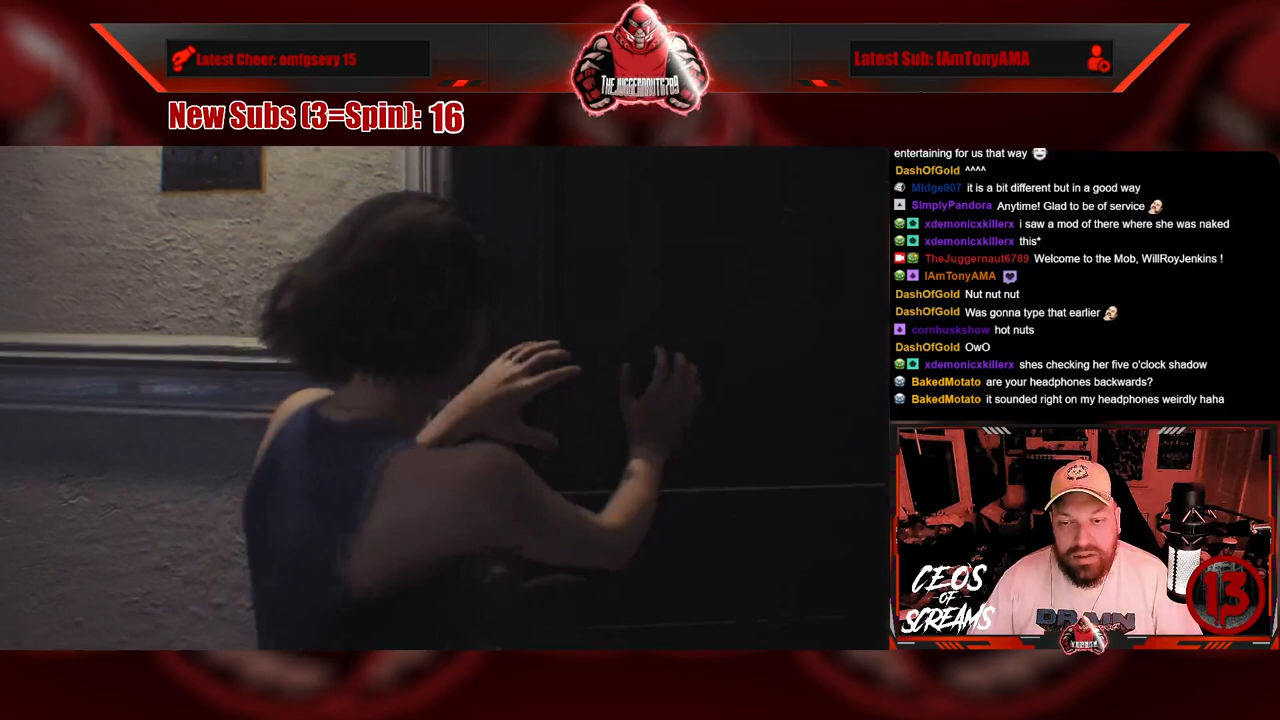 Latest Cheer: omfgsevy 15
THEJUGGERNAUT6789
Latest Sub: IAmTonyAMA
New Subs (3=Spin): 16
entertaining for us that way
DashOfGold ^^^^
Midge007 it is a bit different but in a good way
SimplyPandora Anytime! Glad to be of service
xdemonicxkillerx i saw a mod of there where she was naked
xdemonicxkillerx this*
TheJuggernaut6789 Welcome to the Mob, WillRoyJenkins !
IAmTonyAMA
DashOfGold Nut nut nut
DashOfGold Was gonna type that earlier
cornhuskshow hot nuts
DashOfGold OwO
xdemonicxkillerx shes checking her five o'clock shadow
BakedMotato are your headphones backwards?
BakedMotato it sounded right on my headphones weirdly haha
CEOS
OF
SCREAMS
13